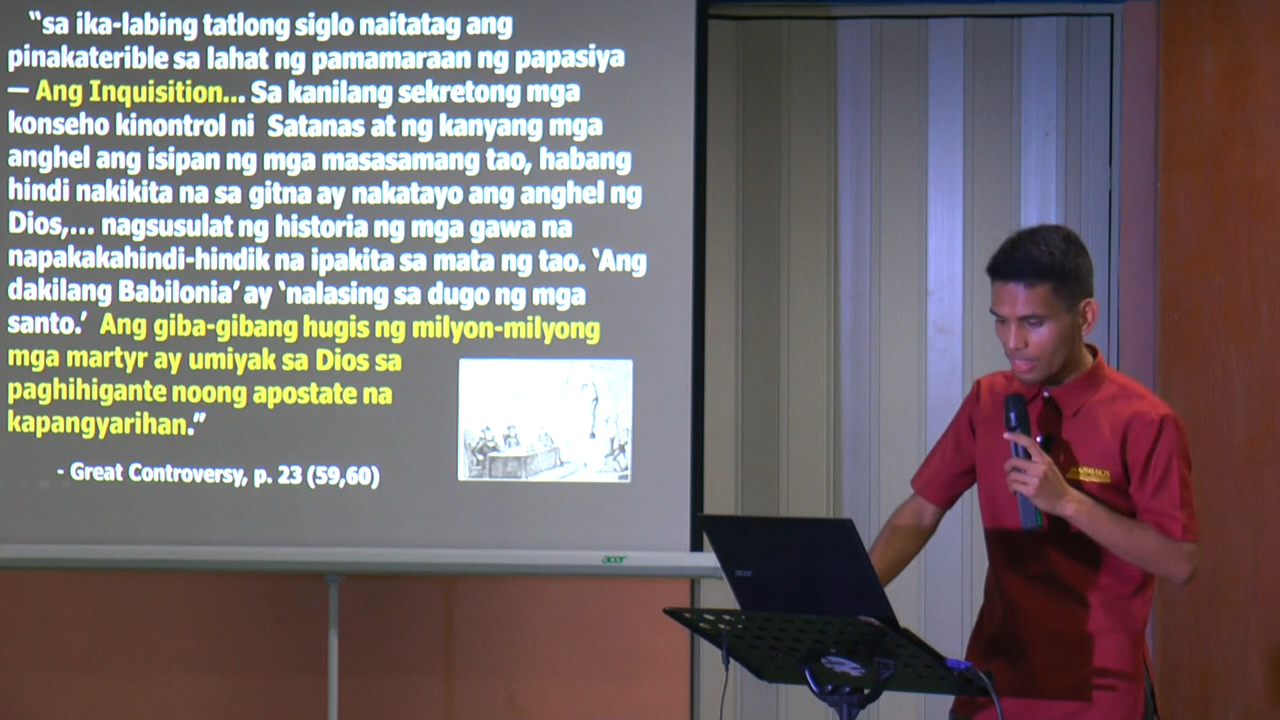 “sa ika-labing tatlong siglo naitatag ang
pinakaterible sa lahat ng pamamaraan ng papasiya
— Ang Inquisition... Sa kanilang sekretong mga
konseho kinontrol ni Satanas at ng kanyang mga
anghel ang isipan ng mga masasamang tao, habang
hindi nakikita na sa gitna ay nakatayo ang anghel ng
Dios,... nagsusulat ng historia ng mga gawa na
napakakahindi-hindik na ipakita sa mata ng tao. ‘Ang
dakilang Babilonia’ ay ‘nalasing sa dugo ng mga
santo.’ Ang giba-gibang hugis ng milyon-milyong
mga martyr ay umiyak sa Dios sa
paghihigante noong apostate na
kapangyarihan.”
- Great Controversy, p. 23 (59,60)
acer
acer